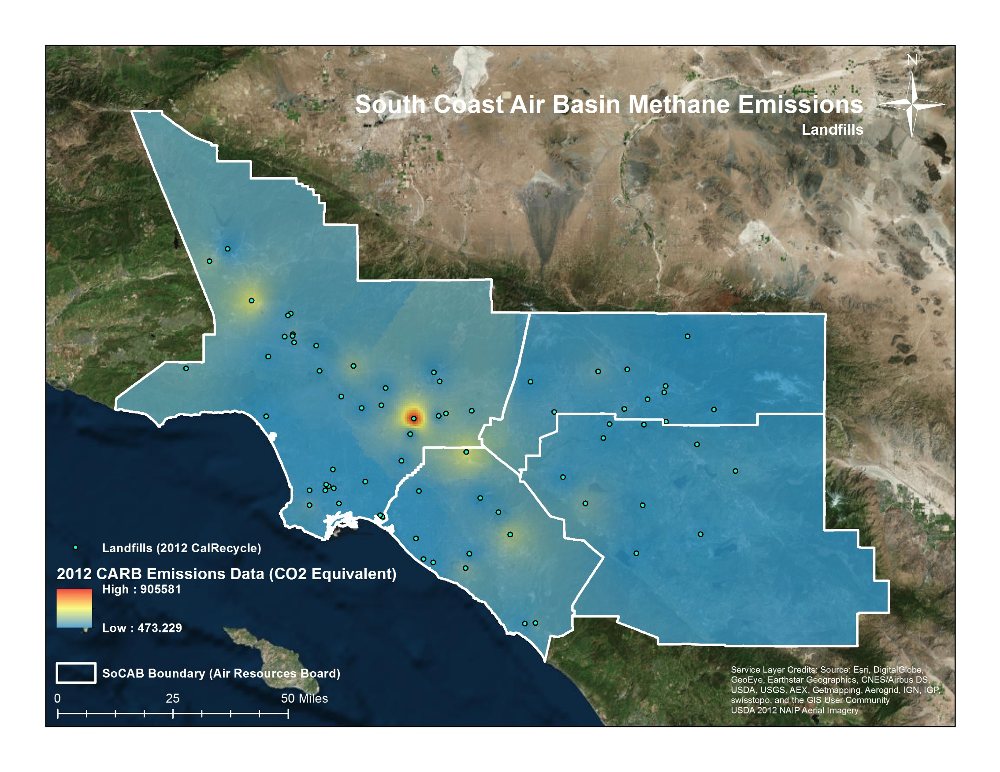 N
South Coast Air Basin Methane Emissions
Landfills
Landfills (2012 CalRecycle)
2012 CARB Emissions Data (CO2 Equivalent)
High : 905581
Low : 473.229
SoCAB Boundary (Air Resources Board)
0 25 50 Miles
Service Layer Credits: Source: Esri, DigitalGlobe,
GeoEye, Earthstar Geographics, CNES/Airbus DS,
USDA, USGS, AEX, Getmapping, Aerogrid, IGN, IGP,
swisstopo, and the GIS User Community
USDA 2012 NAIP Aerial Imagery